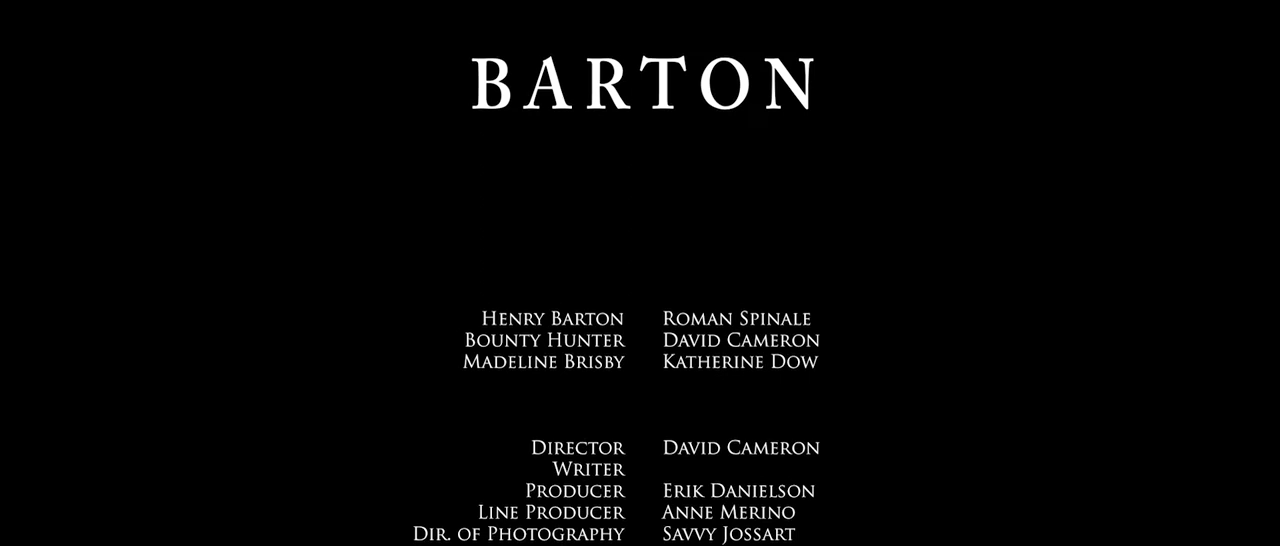 BARTON
HENRY BARTON ROMAN SPINALE
BOUNTY HUNTER DAVID CAMERON
MADELINE BRISBY KATHERINE DOW
DIRECTOR DAVID CAMERON
WRITER
PRODUCER ERIK DANIELSON
LINE PRODUCER ANNE MERINO
DIR. OF PHOTOGRAPHY SAVVY JOSSART